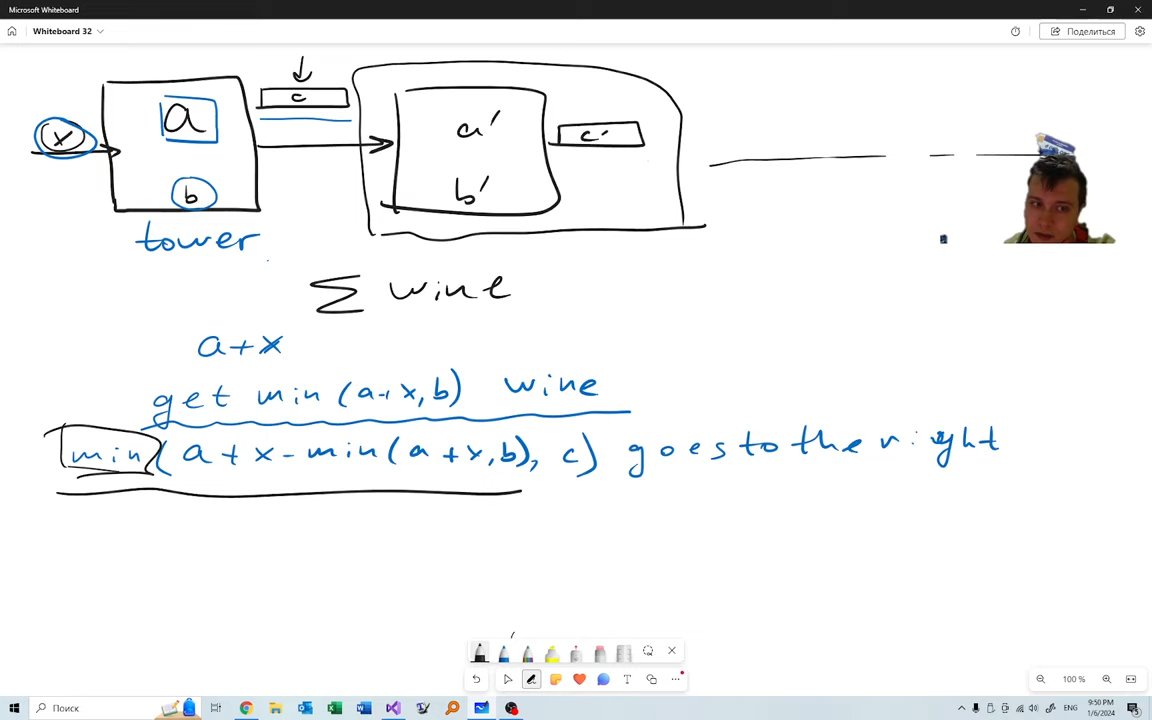 Microsoft Whiteboard
Whiteboard 32
Поделиться
x
a
b
c
a'
b'
c'
tower
Σ wine
a+x
get min(a+x,b) wine
min(a+x-min(a+x,b), c) goes to the right
100 %
Поиск
ENG
9:50 PM
1/6/2024
5